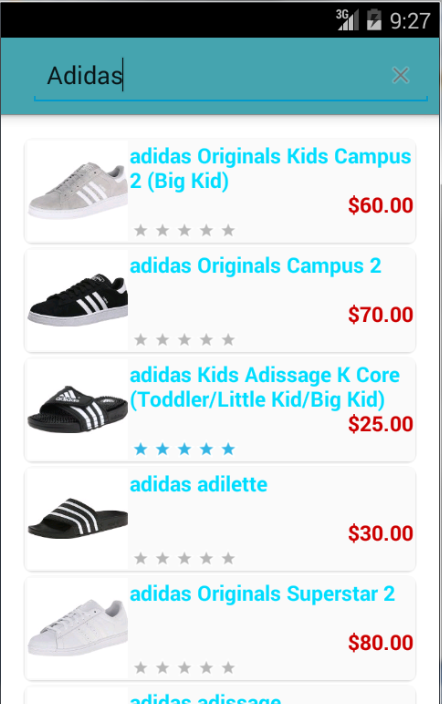 3G 9:27
Adidas
adidas Originals Kids Campus
2 (Big Kid)
$60.00
adidas Originals Campus 2
$70.00
adidas Kids Adissage K Core
(Toddler/Little Kid/Big Kid)
$25.00
adidas adilette
$30.00
adidas Originals Superstar 2
$80.00
adidas adissage